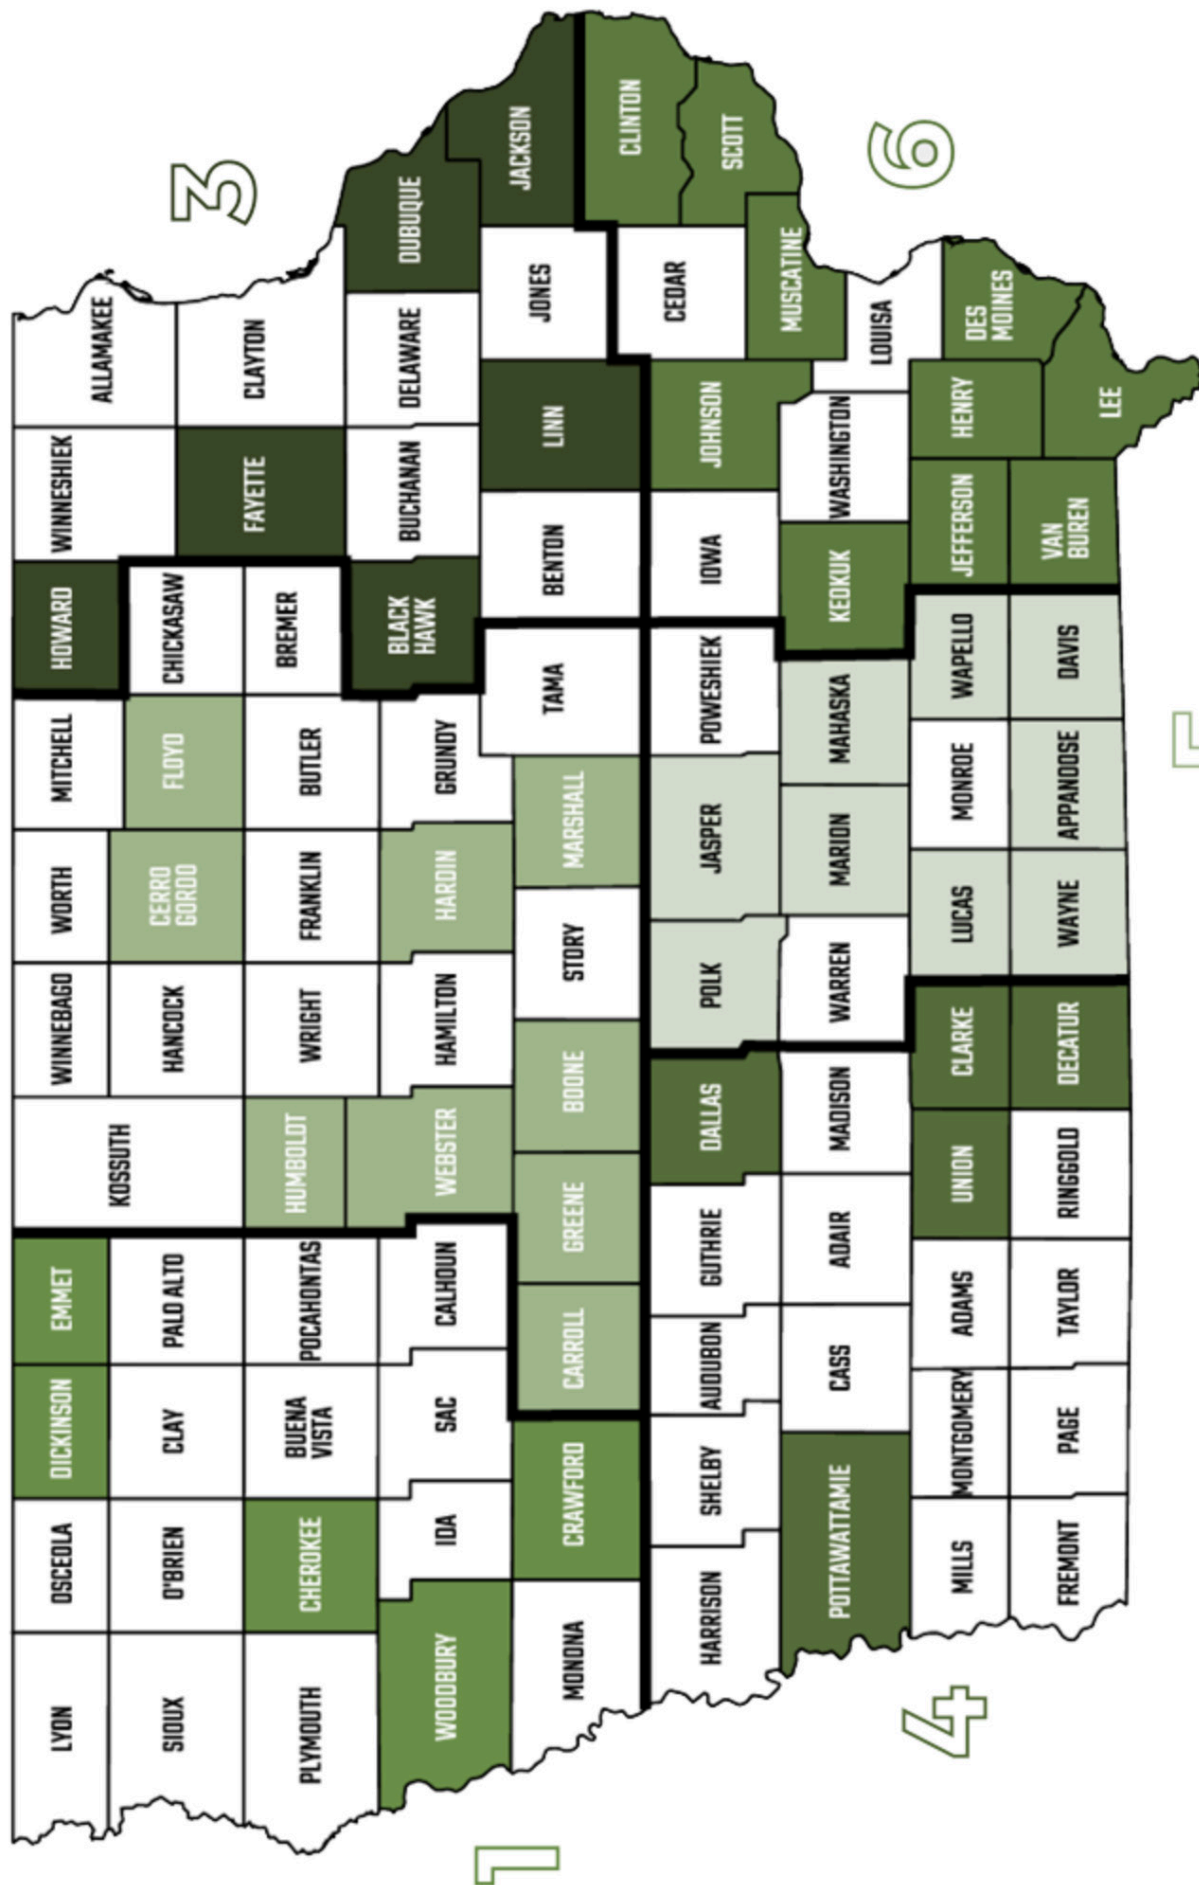 LYON
OSCEOLA
DICKINSON
EMMET
KOSSUTH
WINNEBAGO
WORTH
MITCHELL
HOWARD
WINNESHIEK
ALLAMAKEE
SIOUX
O'BRIEN
CLAY
PALO ALTO
HANCOCK
CERRO
GORDO
FLOYD
CHICKASAW
3
PLYMOUTH
CHEROKEE
BUENA
VISTA
POCAHONTAS
HUMBOLDT
WRIGHT
FRANKLIN
BUTLER
BREMER
FAYETTE
CLAYTON
WOODBURY
IDA
SAC
CALHOUN
WEBSTER
HAMILTON
HARDIN
GRUNDY
BLACK
HAWK
BUCHANAN
DELAWARE
DUBUQUE
1
MONONA
CRAWFORD
CARROLL
GREENE
BOONE
STORY
MARSHALL
TAMA
BENTON
LINN
JONES
JACKSON
HARRISON
SHELBY
AUDUBON
GUTHRIE
DALLAS
POLK
JASPER
POWESHIEK
IOWA
JOHNSON
CEDAR
CLINTON
SCOTT
POTTAWATTAMIE
CASS
ADAIR
MADISON
WARREN
MARION
MAHASKA
KEOKUK
WASHINGTON
LOUISA
MUSCATINE
6
4
MILLS
MONTGOMERY
ADAMS
UNION
CLARKE
LUCAS
MONROE
WAPELLO
JEFFERSON
HENRY
DES
MOINES
FREMONT
PAGE
TAYLOR
RINGGOLD
DECATUR
WAYNE
APPANOOSE
DAVIS
VAN
BUREN
LEE